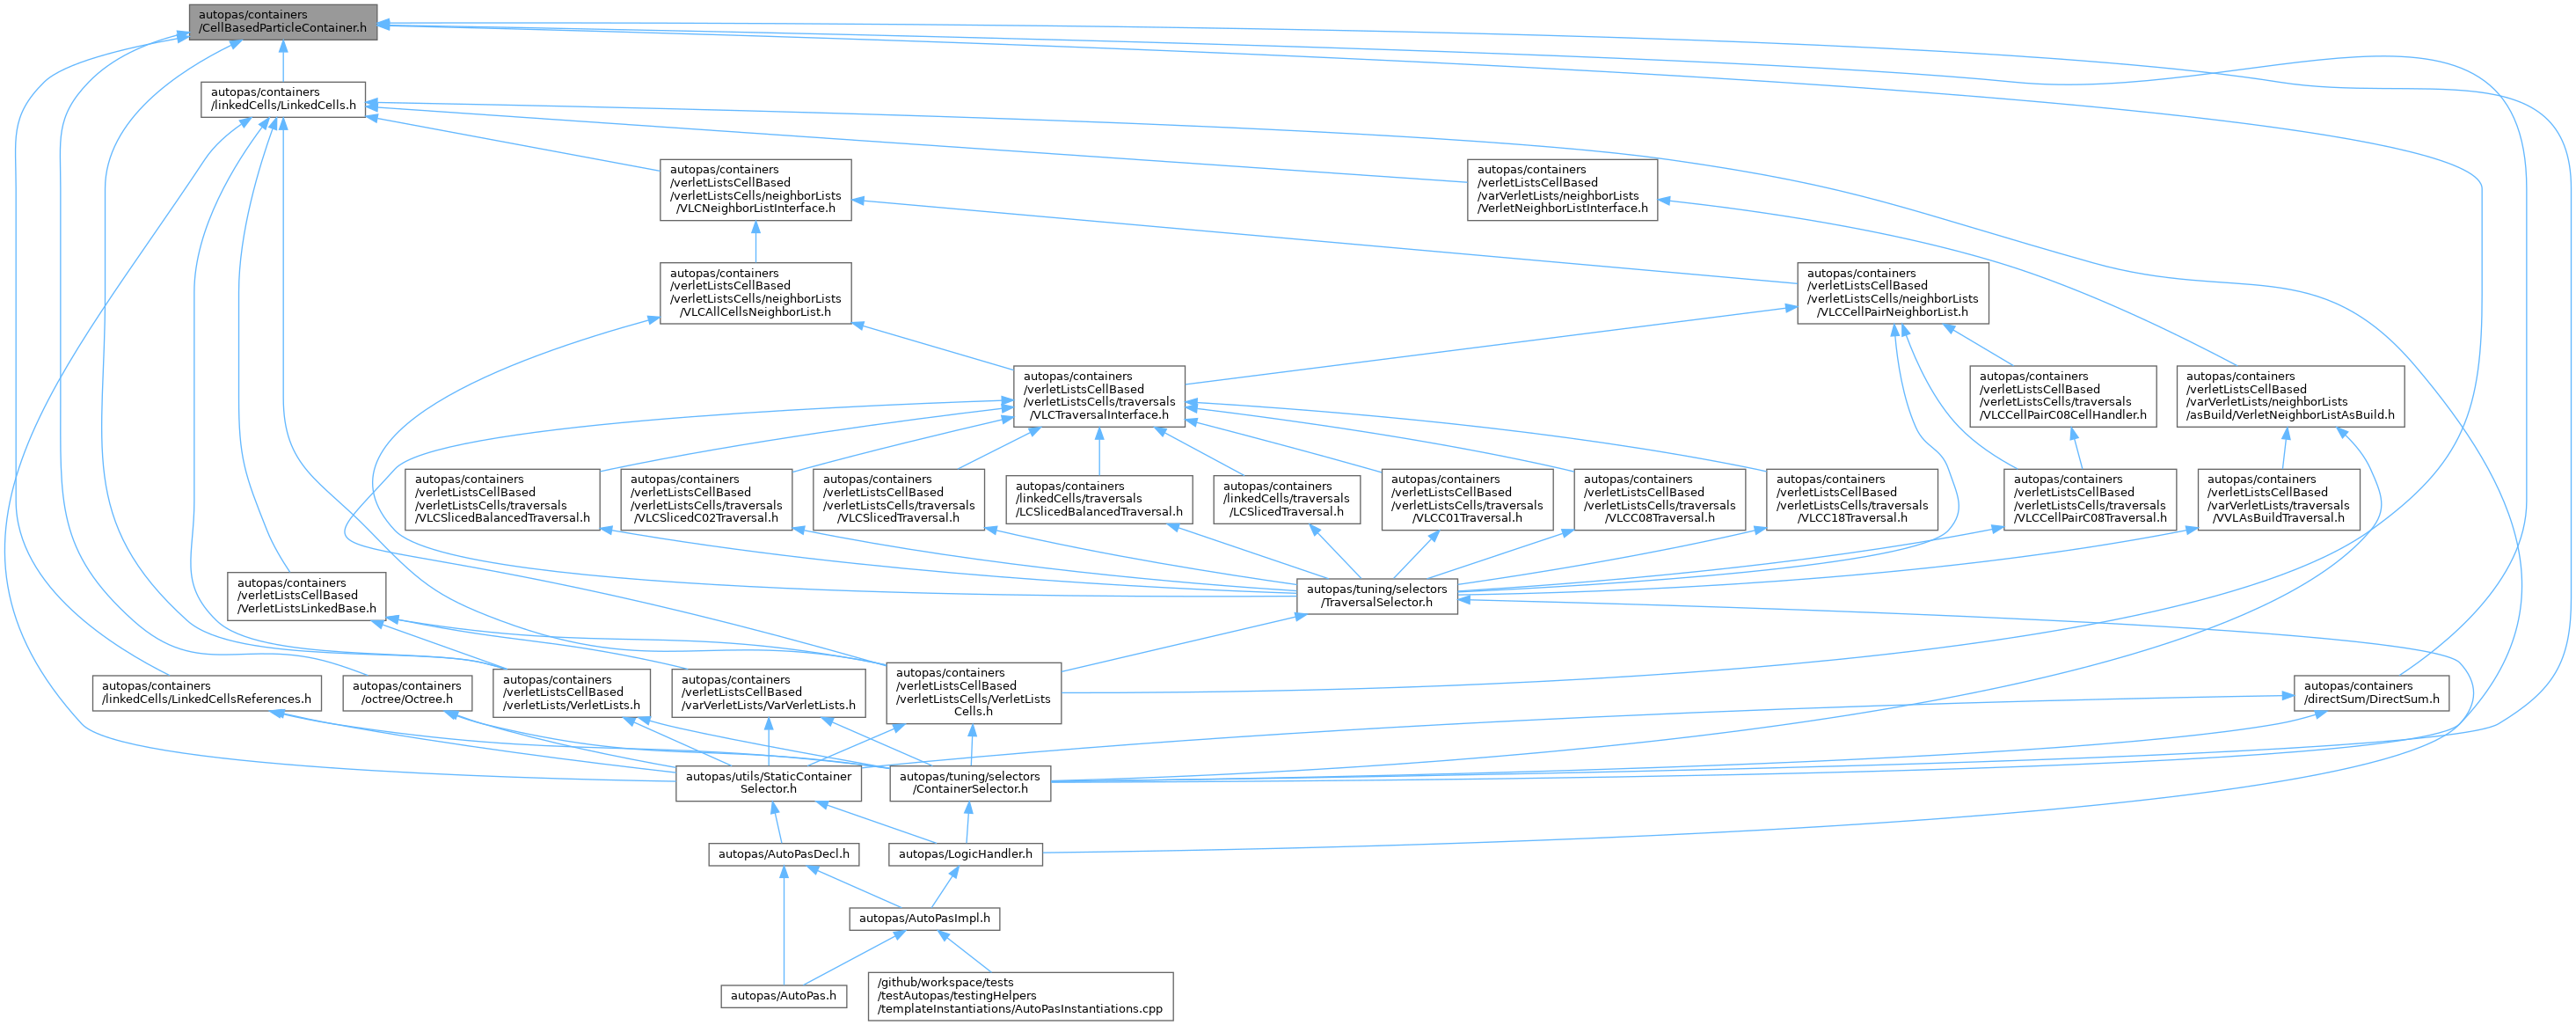 autopas/containers
/CellBasedParticleContainer.h
autopas/containers
/linkedCells/LinkedCells.h
autopas/containers
/verletListsCellBased
/verletListsCells/neighborLists
/VLCNeighborListInterface.h
autopas/containers
/verletListsCellBased
/varVerletLists/neighborLists
/VerletNeighborListInterface.h
autopas/containers
/verletListsCellBased
/verletListsCells/neighborLists
/VLCAllCellsNeighborList.h
autopas/containers
/verletListsCellBased
/verletListsCells/neighborLists
/VLCCellPairNeighborList.h
autopas/containers
/verletListsCellBased
/verletListsCells/traversals
/VLCTraversalInterface.h
autopas/containers
/verletListsCellBased
/verletListsCells/traversals
/VLCCellPairC08CellHandler.h
autopas/containers
/verletListsCellBased
/varVerletLists/neighborLists
/asBuild/VerletNeighborListAsBuild.h
autopas/containers
/verletListsCellBased
/verletListsCells/traversals
/VLCSlicedBalancedTraversal.h
autopas/containers
/verletListsCellBased
/verletListsCells/traversals
/VLCSlicedC02Traversal.h
autopas/containers
/verletListsCellBased
/verletListsCells/traversals
/VLCSlicedTraversal.h
autopas/containers
/linkedCells/traversals
/LCSlicedBalancedTraversal.h
autopas/containers
/linkedCells/traversals
/LCSlicedTraversal.h
autopas/containers
/verletListsCellBased
/verletListsCells/traversals
/VLCC01Traversal.h
autopas/containers
/verletListsCellBased
/verletListsCells/traversals
/VLCC08Traversal.h
autopas/containers
/verletListsCellBased
/verletListsCells/traversals
/VLCC18Traversal.h
autopas/containers
/verletListsCellBased
/verletListsCells/traversals
/VLCCellPairC08Traversal.h
autopas/containers
/verletListsCellBased
/varVerletLists/traversals
/VVLAsBuildTraversal.h
autopas/containers
/verletListsCellBased
/VerletListsLinkedBase.h
autopas/tuning/selectors
/TraversalSelector.h
autopas/containers
/linkedCells/LinkedCellsReferences.h
autopas/containers
/octree/Octree.h
autopas/containers
/verletListsCellBased
/verletLists/VerletLists.h
autopas/containers
/verletListsCellBased
/varVerletLists/VarVerletLists.h
autopas/containers
/verletListsCellBased
/verletListsCells/VerletLists
Cells.h
autopas/containers
/directSum/DirectSum.h
autopas/utils/StaticContainer
Selector.h
autopas/tuning/selectors
/ContainerSelector.h
autopas/AutoPasDecl.h
autopas/LogicHandler.h
autopas/AutoPasImpl.h
autopas/AutoPas.h
/github/workspace/tests
/testAutopas/testingHelpers
/templateInstantiations/AutoPasInstantiations.cpp